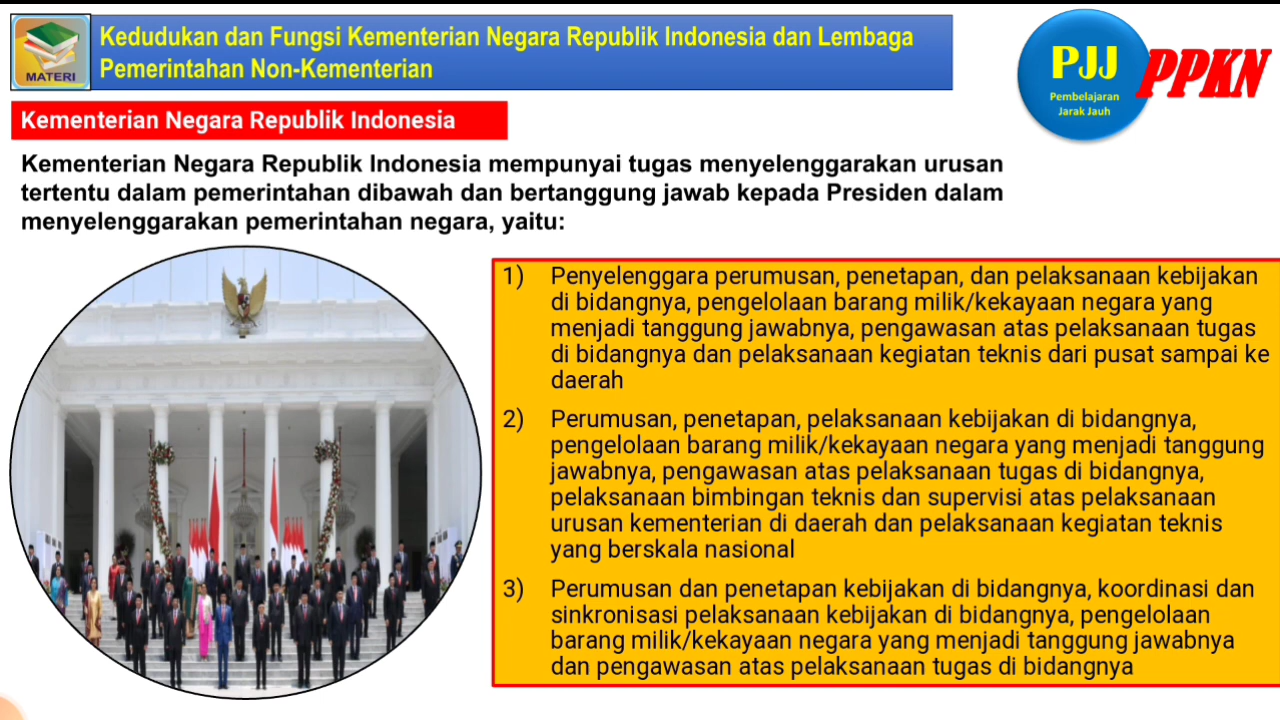 MATERI
Kedudukan dan Fungsi Kementerian Negara Republik Indonesia dan Lembaga
Pemerintahan Non-Kementerian
PJJ
Pembelajaran
Jarak Jauh
PPKN
Kementerian Negara Republik Indonesia
Kementerian Negara Republik Indonesia mempunyai tugas menyelenggarakan urusan
tertentu dalam pemerintahan dibawah dan bertanggung jawab kepada Presiden dalam
menyelenggarakan pemerintahan negara, yaitu:
1) Penyelenggara perumusan, penetapan, dan pelaksanaan kebijakan
di bidangnya, pengelolaan barang milik/kekayaan negara yang
menjadi tanggung jawabnya, pengawasan atas pelaksanaan tugas
di bidangnya dan pelaksanaan kegiatan teknis dari pusat sampai ke
daerah
2) Perumusan, penetapan, pelaksanaan kebijakan di bidangnya,
pengelolaan barang milik/kekayaan negara yang menjadi tanggung
jawabnya, pengawasan atas pelaksanaan tugas di bidangnya,
pelaksanaan bimbingan teknis dan supervisi atas pelaksanaan
urusan kementerian di daerah dan pelaksanaan kegiatan teknis
yang berskala nasional
3) Perumusan dan penetapan kebijakan di bidangnya, koordinasi dan
sinkronisasi pelaksanaan kebijakan di bidangnya, pengelolaan
barang milik/kekayaan negara yang menjadi tanggung jawabnya
dan pengawasan atas pelaksanaan tugas di bidangnya